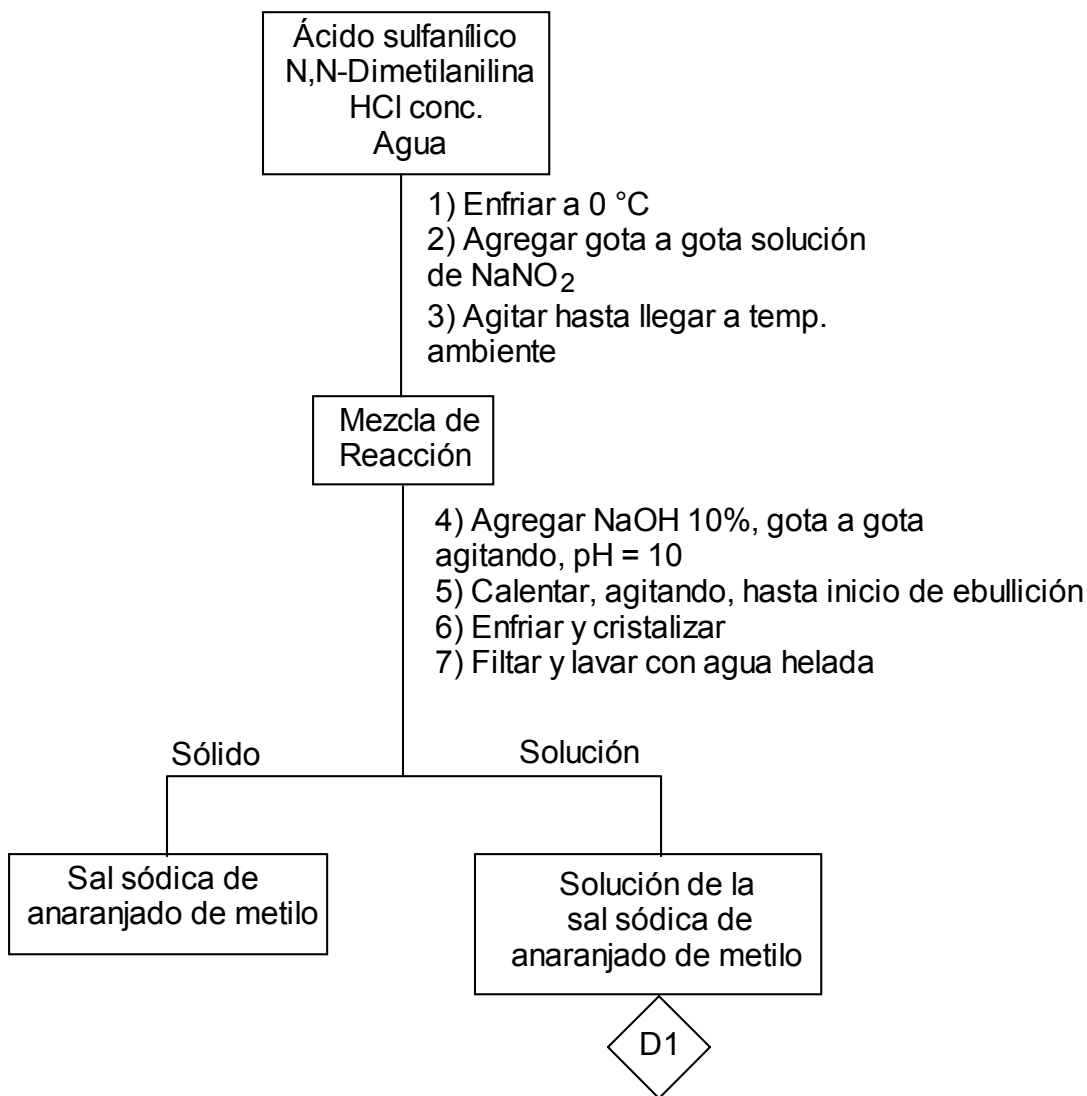 Ácido sulfanílico
N,N-Dimetilanilina
HCl conc.
Agua
1) Enfriar a 0 °C
2) Agregar gota a gota solución
de NaNO2
3) Agitar hasta llegar a temp.
ambiente
Mezcla de
Reacción
4) Agregar NaOH 10%, gota a gota
agitando, pH = 10
5) Calentar, agitando, hasta inicio de ebullición
6) Enfriar y cristalizar
7) Filtar y lavar con agua helada
Sólido
Solución
Sal sódica de
anaranjado de metilo
Solución de la
sal sódica de
anaranjado de metilo
D1